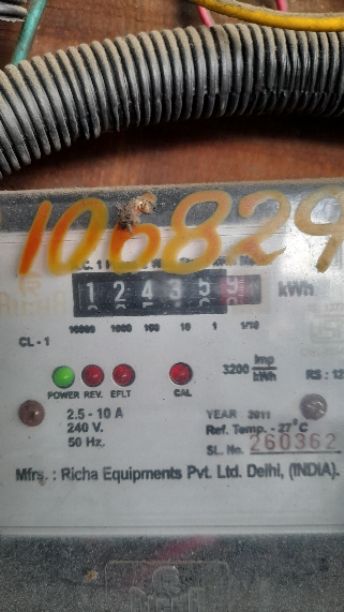 106829
124359 kWh
10000 1000 100 10 1 1/10
CL - 1
3200 Imp/kWh
POWER REV. EFLT CAL
2.5 - 10 A
240 V.
50 Hz.
YEAR 2011
Ref. Temp. - 27°C
SL. No. 260362
Mfrs. : Richa Equipments Pvt. Ltd. Delhi, (INDIA).